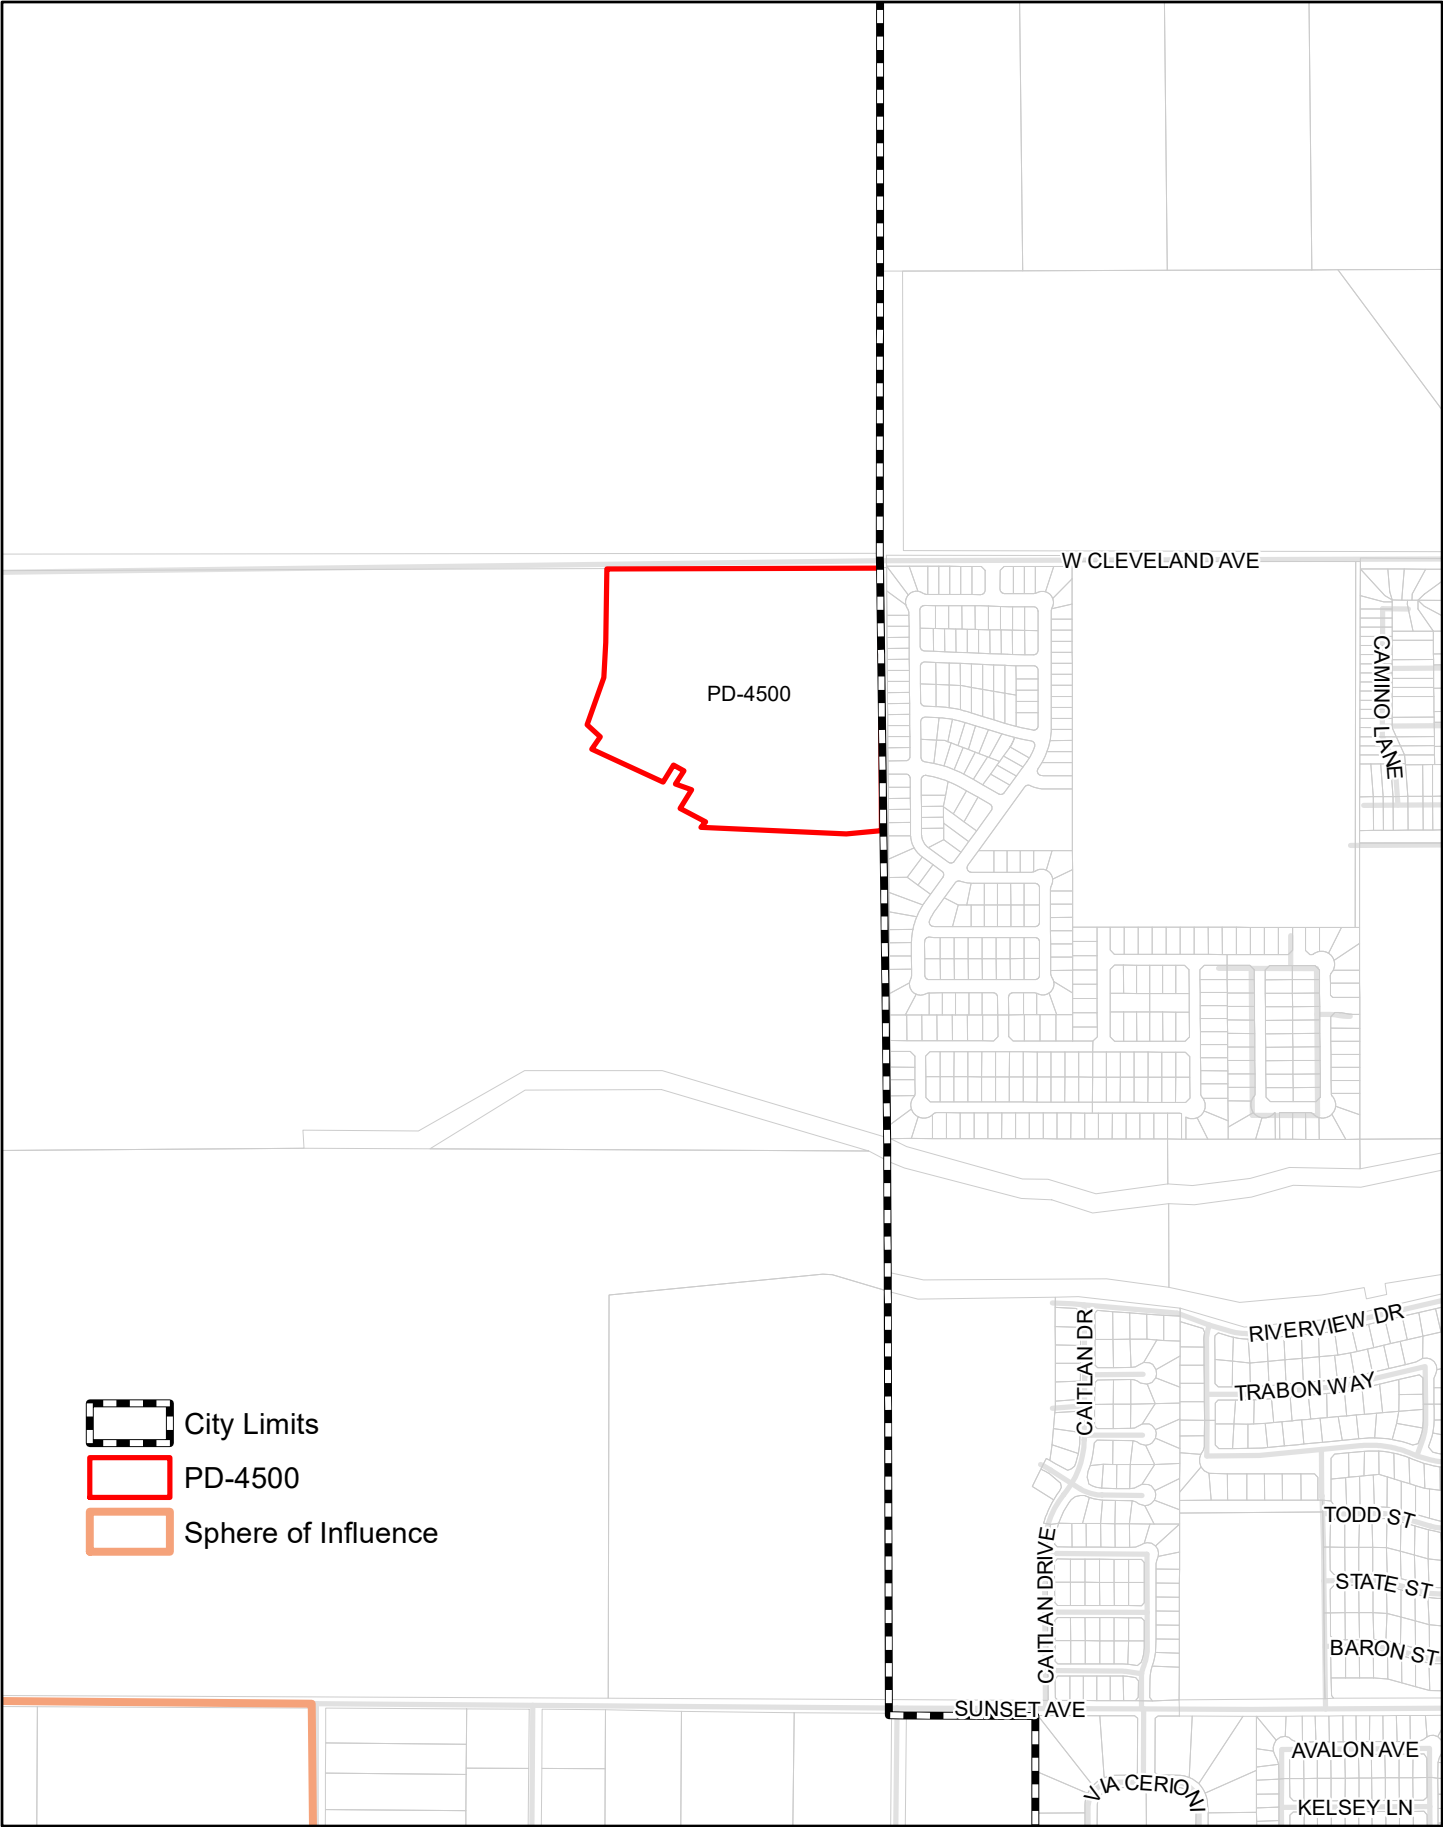 W CLEVELAND AVE
CAMINO LANE
PD-4500
RIVERVIEW DR
CAITLAN DR
TRABON WAY
City Limits
PD-4500
Sphere of Influence
TODD ST
CAITLAN DRIVE
STATE ST
BARON ST
SUNSET AVE
AVALON AVE
VIA CERIONI
KELSEY LN